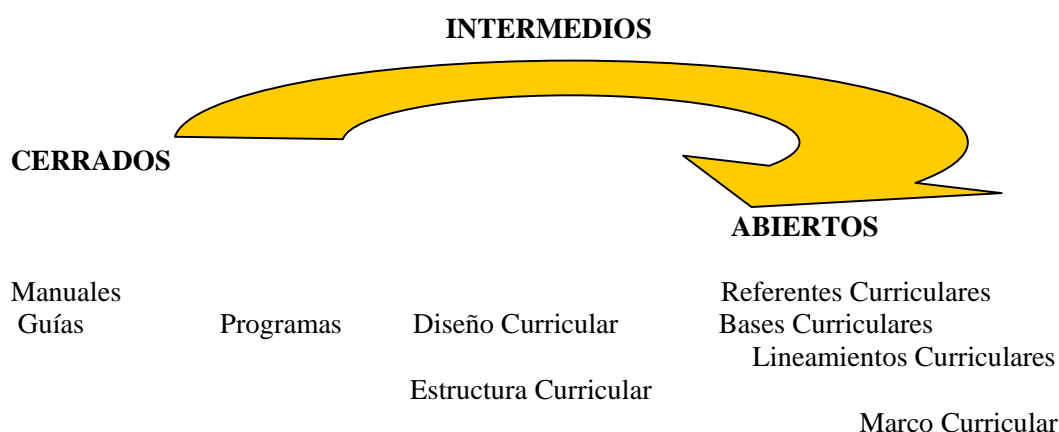 INTERMEDIOS
CERRADOS
ABIERTOS
Manuales Referentes Curriculares
Guías Programas Diseño Curricular Bases Curriculares
Lineamientos Curriculares
Estructura Curricular
Marco Curricular